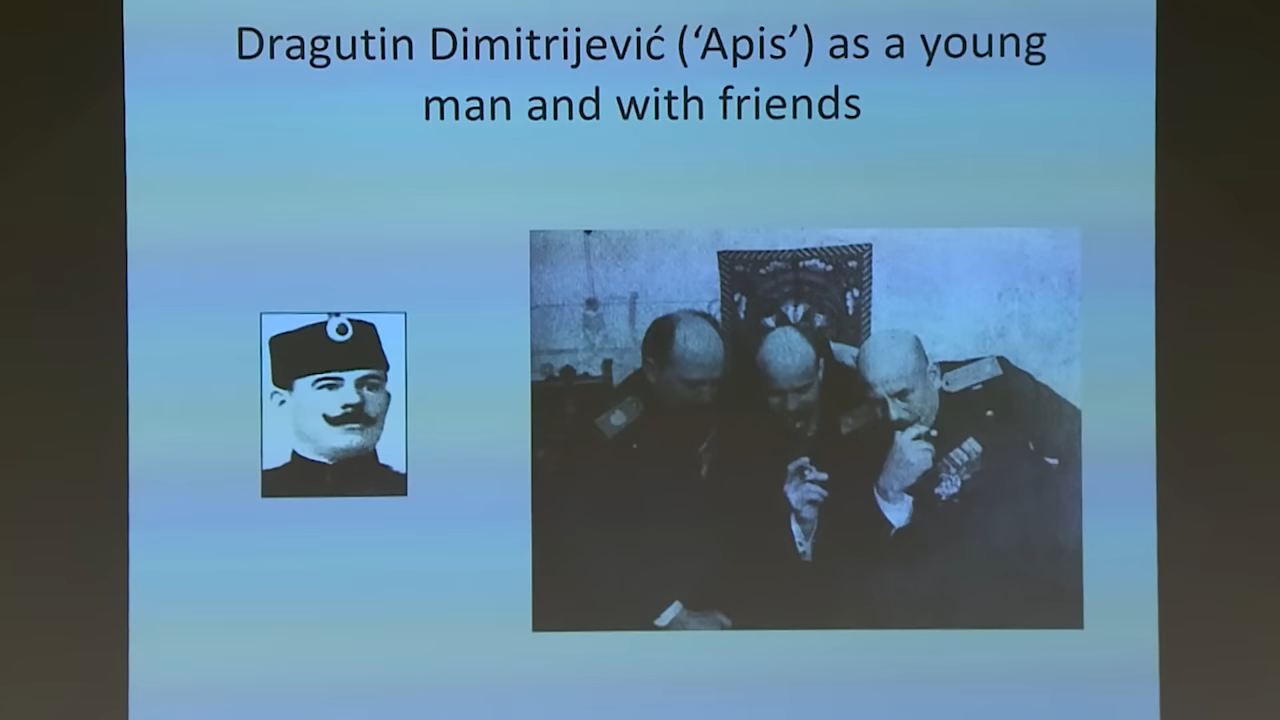 Dragutin Dimitrijević (‘Apis’) as a young
man and with friends